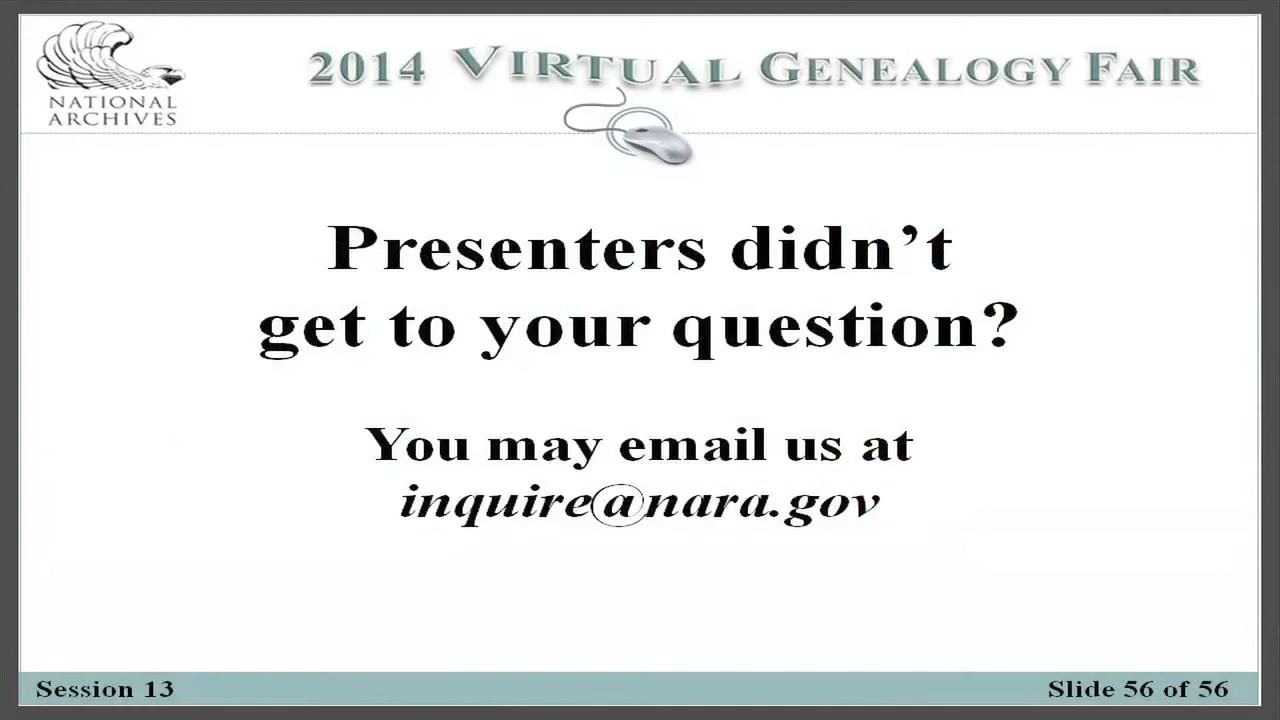 NATIONAL
ARCHIVES
2014 VIRTUAL GENEALOGY FAIR
Presenters didn’t
get to your question?
You may email us at
inquire@nara.gov
Session 13
Slide 56 of 56